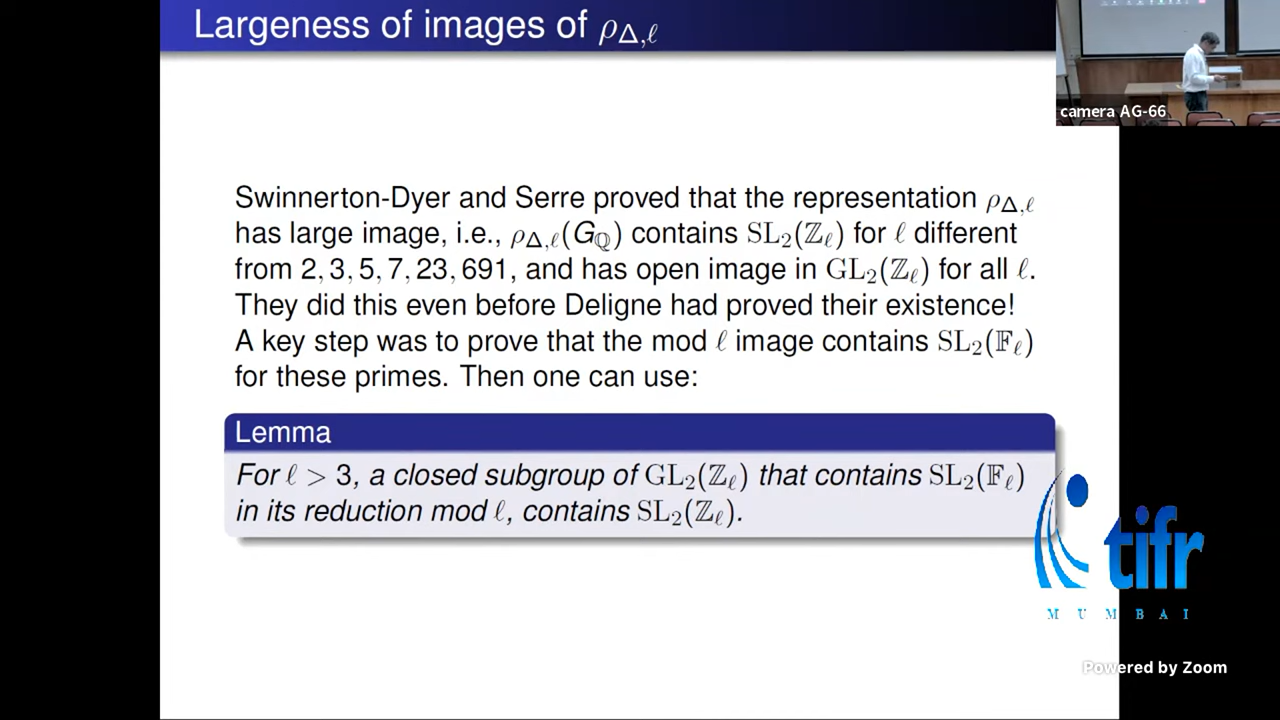 Largeness of images of ρ_Δ,ℓ
camera AG-66
Swinnerton-Dyer and Serre proved that the representation ρ_Δ,ℓ
has large image, i.e., ρ_Δ,ℓ(G_ℚ) contains SL₂(ℤ_ℓ) for ℓ different
from 2, 3, 5, 7, 23, 691, and has open image in GL₂(ℤ_ℓ) for all ℓ.
They did this even before Deligne had proved their existence!
A key step was to prove that the mod ℓ image contains SL₂(𝔽_ℓ)
for these primes. Then one can use:
Lemma
For ℓ > 3, a closed subgroup of GL₂(ℤ_ℓ) that contains SL₂(𝔽_ℓ)
in its reduction mod ℓ, contains SL₂(ℤ_ℓ).
tifr
MUMBAI
Powered by Zoom